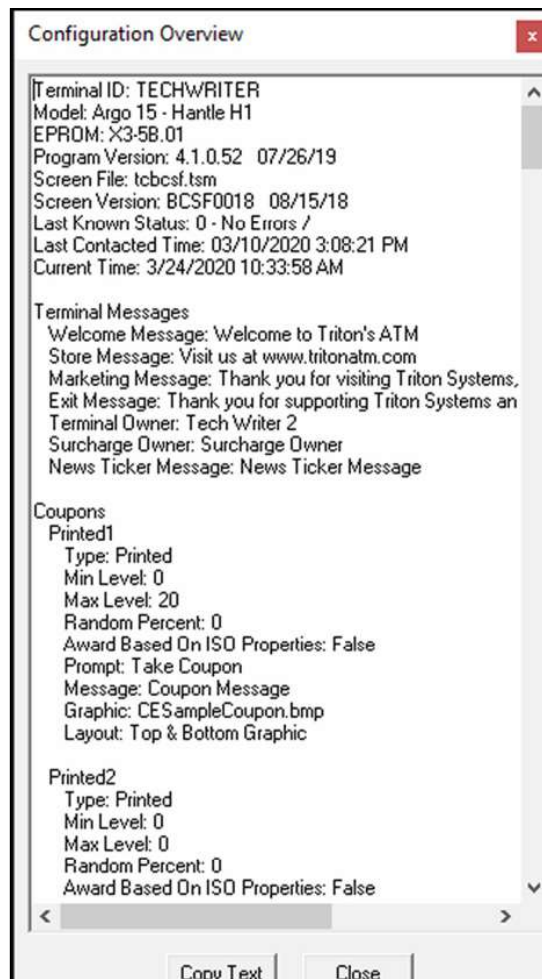 Configuration Overview
x
Terminal ID: TECHWRITER
Model: Argo 15 - Hantle H1
EPROM: X3-5B.01
Program Version: 4.1.0.52 07/26/19
Screen File: tcbcsf.tsm
Screen Version: BCSF0018 08/15/18
Last Known Status: 0 - No Errors /
Last Contacted Time: 03/10/2020 3:08:21 PM
Current Time: 3/24/2020 10:33:58 AM
Terminal Messages
Welcome Message: Welcome to Triton's ATM
Store Message: Visit us at www.tritonatm.com
Marketing Message: Thank you for visiting Triton Systems,
Exit Message: Thank you for supporting Triton Systems an
Terminal Owner: Tech Writer 2
Surcharge Owner: Surcharge Owner
News Ticker Message: News Ticker Message
Coupons
Printed1
Type: Printed
Min Level: 0
Max Level: 20
Random Percent: 0
Award Based On ISO Properties: False
Prompt: Take Coupon
Message: Coupon Message
Graphic: CESampleCoupon.bmp
Layout: Top & Bottom Graphic
Printed2
Type: Printed
Min Level: 0
Max Level: 0
Random Percent: 0
Award Based On ISO Properties: False
Copy Text Close